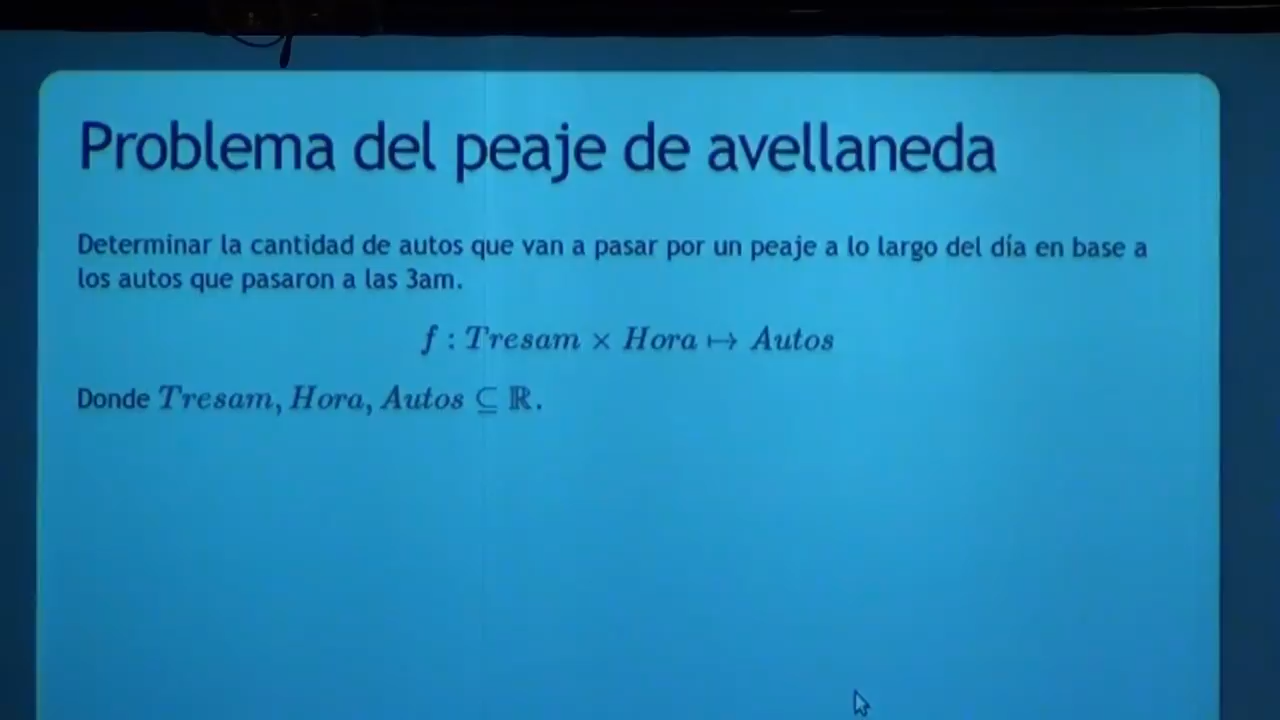 Problema del peaje de avellaneda
Determinar la cantidad de autos que van a pasar por un peaje a lo largo del día en base a
los autos que pasaron a las 3am.
f : Tresam × Hora ↦ Autos
Donde Tresam, Hora, Autos ⊆ ℝ.